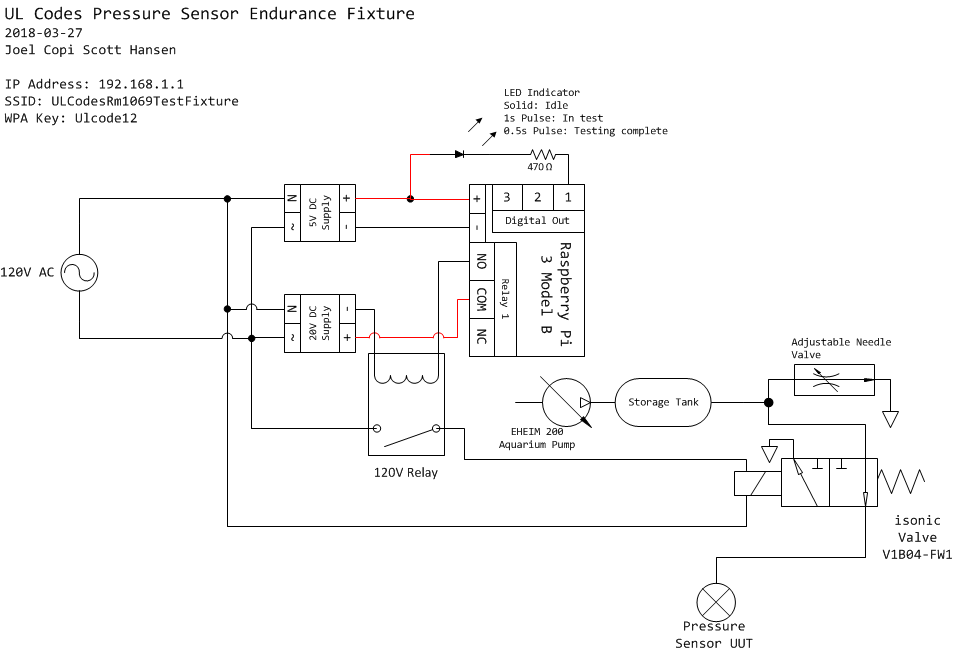 UL Codes Pressure Sensor Endurance Fixture
2018-03-27
Joel Copi Scott Hansen
IP Address: 192.168.1.1
SSID: ULCodesRm1069TestFixture
WPA Key: Ulcode12
LED Indicator
Solid: Idle
1s Pulse: In test
0.5s Pulse: Testing complete
470 Ω
N
~
5V DC
Supply
+
-
+
-
3
2
1
Digital Out
120V AC
NO
COM
NC
Relay 1
Raspberry Pi
3 Model B
N
~
20V DC
Supply
-
+
Adjustable Needle
Valve
Storage Tank
EHEIM 200
Aquarium Pump
120V Relay
isonic
Valve
V1B04-FW1
Pressure
Sensor UUT